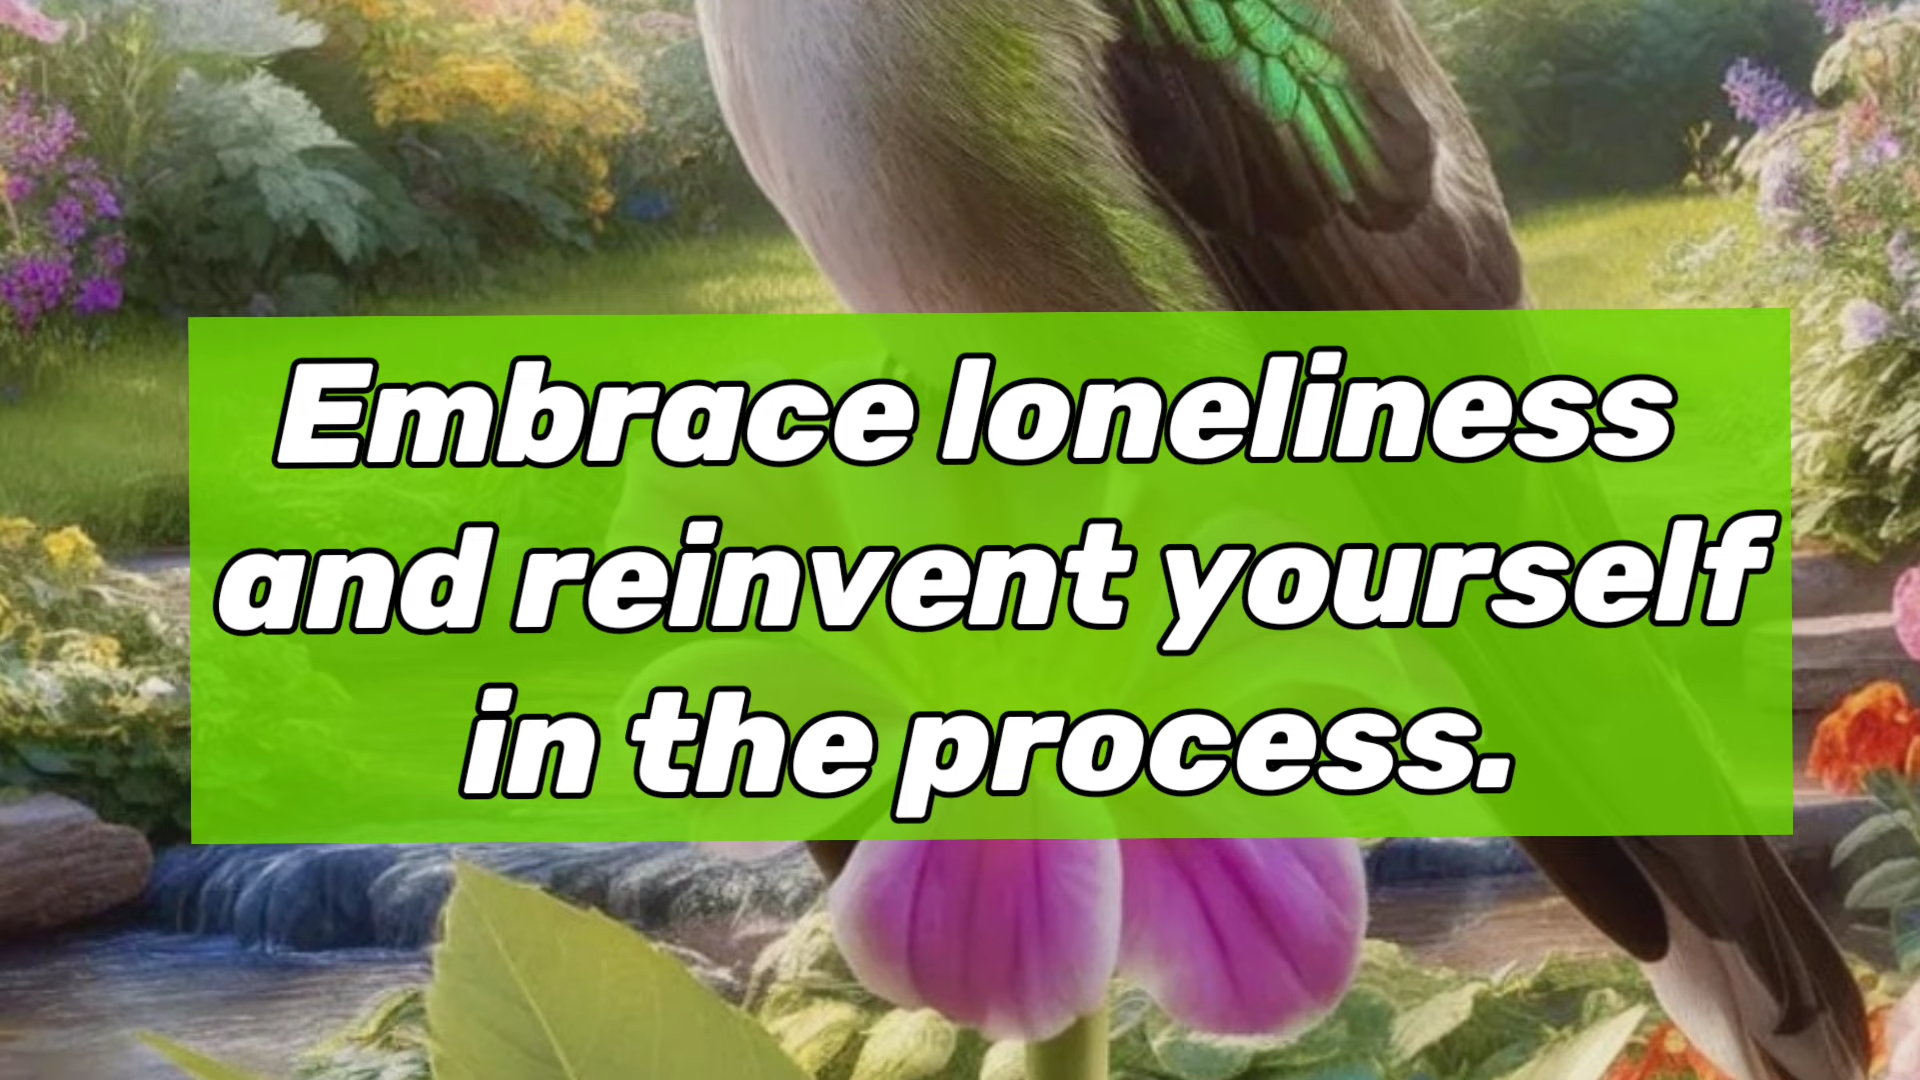 Embrace loneliness
and reinvent yourself
in the process.